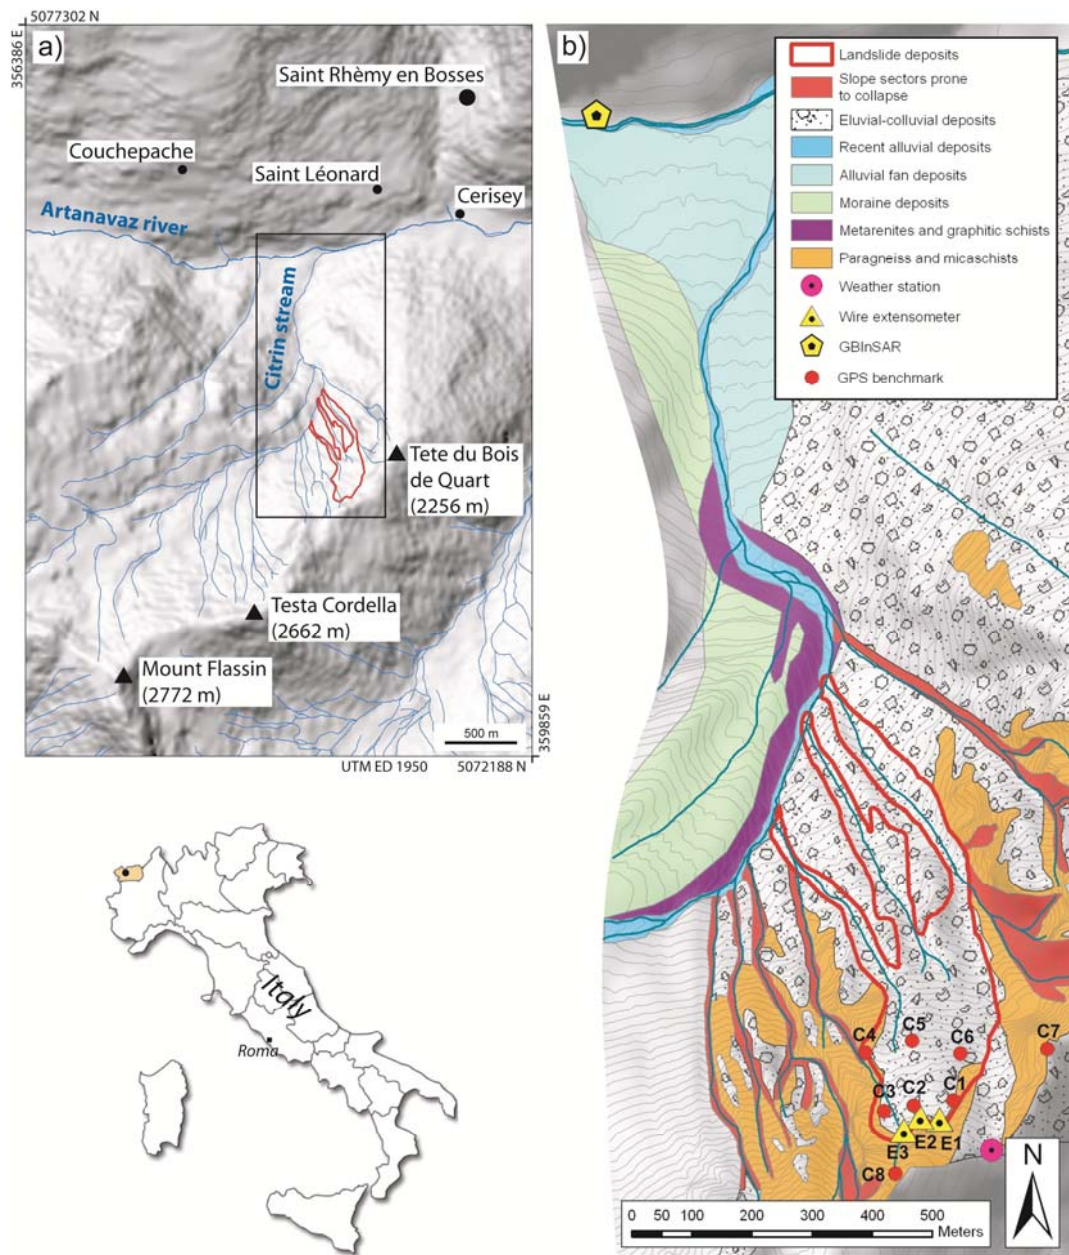 5077302 N
356386 E
a)
Saint Rhèmy en Bosses
Couchepache
Saint Léonard
Cerisey
Artanavaz river
Citrin stream
Tete du Bois
de Quart
(2256 m)
Testa Cordella
(2662 m)
Mount Flassin
(2772 m)
500 m
359859 E
UTM ED 1950
5072188 N
Italy
Roma
b)
Landslide deposits
Slope sectors prone
to collapse
Eluvial-colluvial deposits
Recent alluvial deposits
Alluvial fan deposits
Moraine deposits
Metarenites and graphitic schists
Paragneiss and micaschists
Weather station
Wire extensometer
GBInSAR
GPS benchmark
C4
C5
C6
C7
C3
C2
C1
E3
E2
E1
C8
N
0 50 100 200 300 400 500
Meters